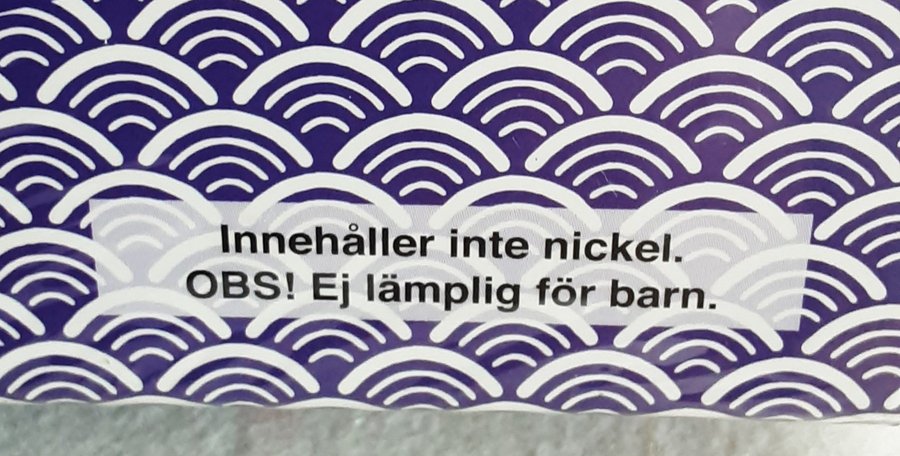 Innehåller inte nickel.
OBS! Ej lämplig för barn.